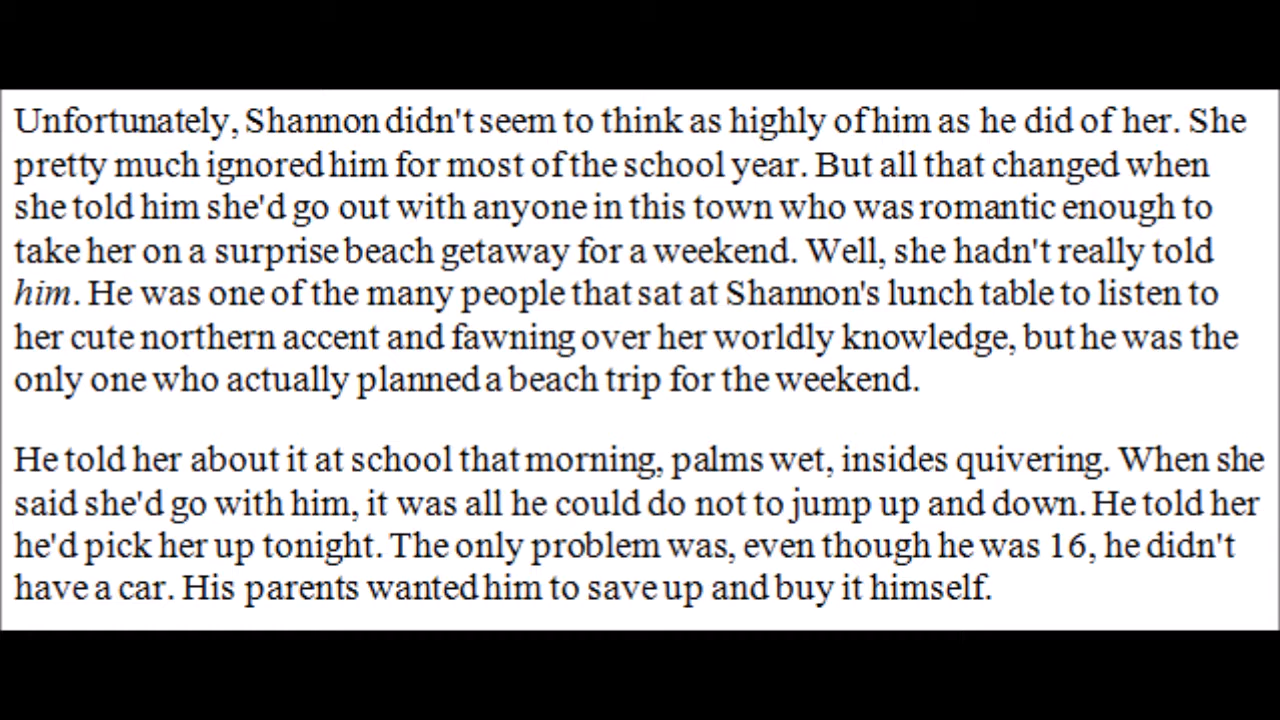 Unfortunately, Shannon didn't seem to think as highly of him as he did of her. She
pretty much ignored him for most of the school year. But all that changed when
she told him she'd go out with anyone in this town who was romantic enough to
take her on a surprise beach getaway for a weekend. Well, she hadn't really told
him. He was one of the many people that sat at Shannon's lunch table to listen to
her cute northern accent and fawning over her worldly knowledge, but he was the
only one who actually planned a beach trip for the weekend.
He told her about it at school that morning, palms wet, insides quivering. When she
said she'd go with him, it was all he could do not to jump up and down. He told her
he'd pick her up tonight. The only problem was, even though he was 16, he didn't
have a car. His parents wanted him to save up and buy it himself.